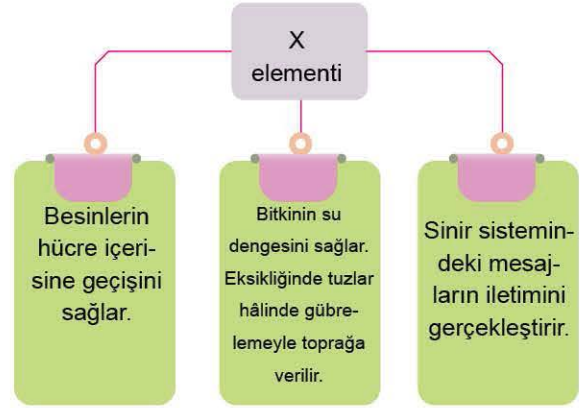 X
elementi
Besinlerin
hücre içeri-
sine geçişini
sağlar.
Bitkinin su
dengesini sağlar.
Eksikliğinde tuzlar
hâlinde gübre-
lemeyle toprağa
verilir.
Sinir sistemin-
deki mesaj-
ların iletimini
gerçekleştirir.